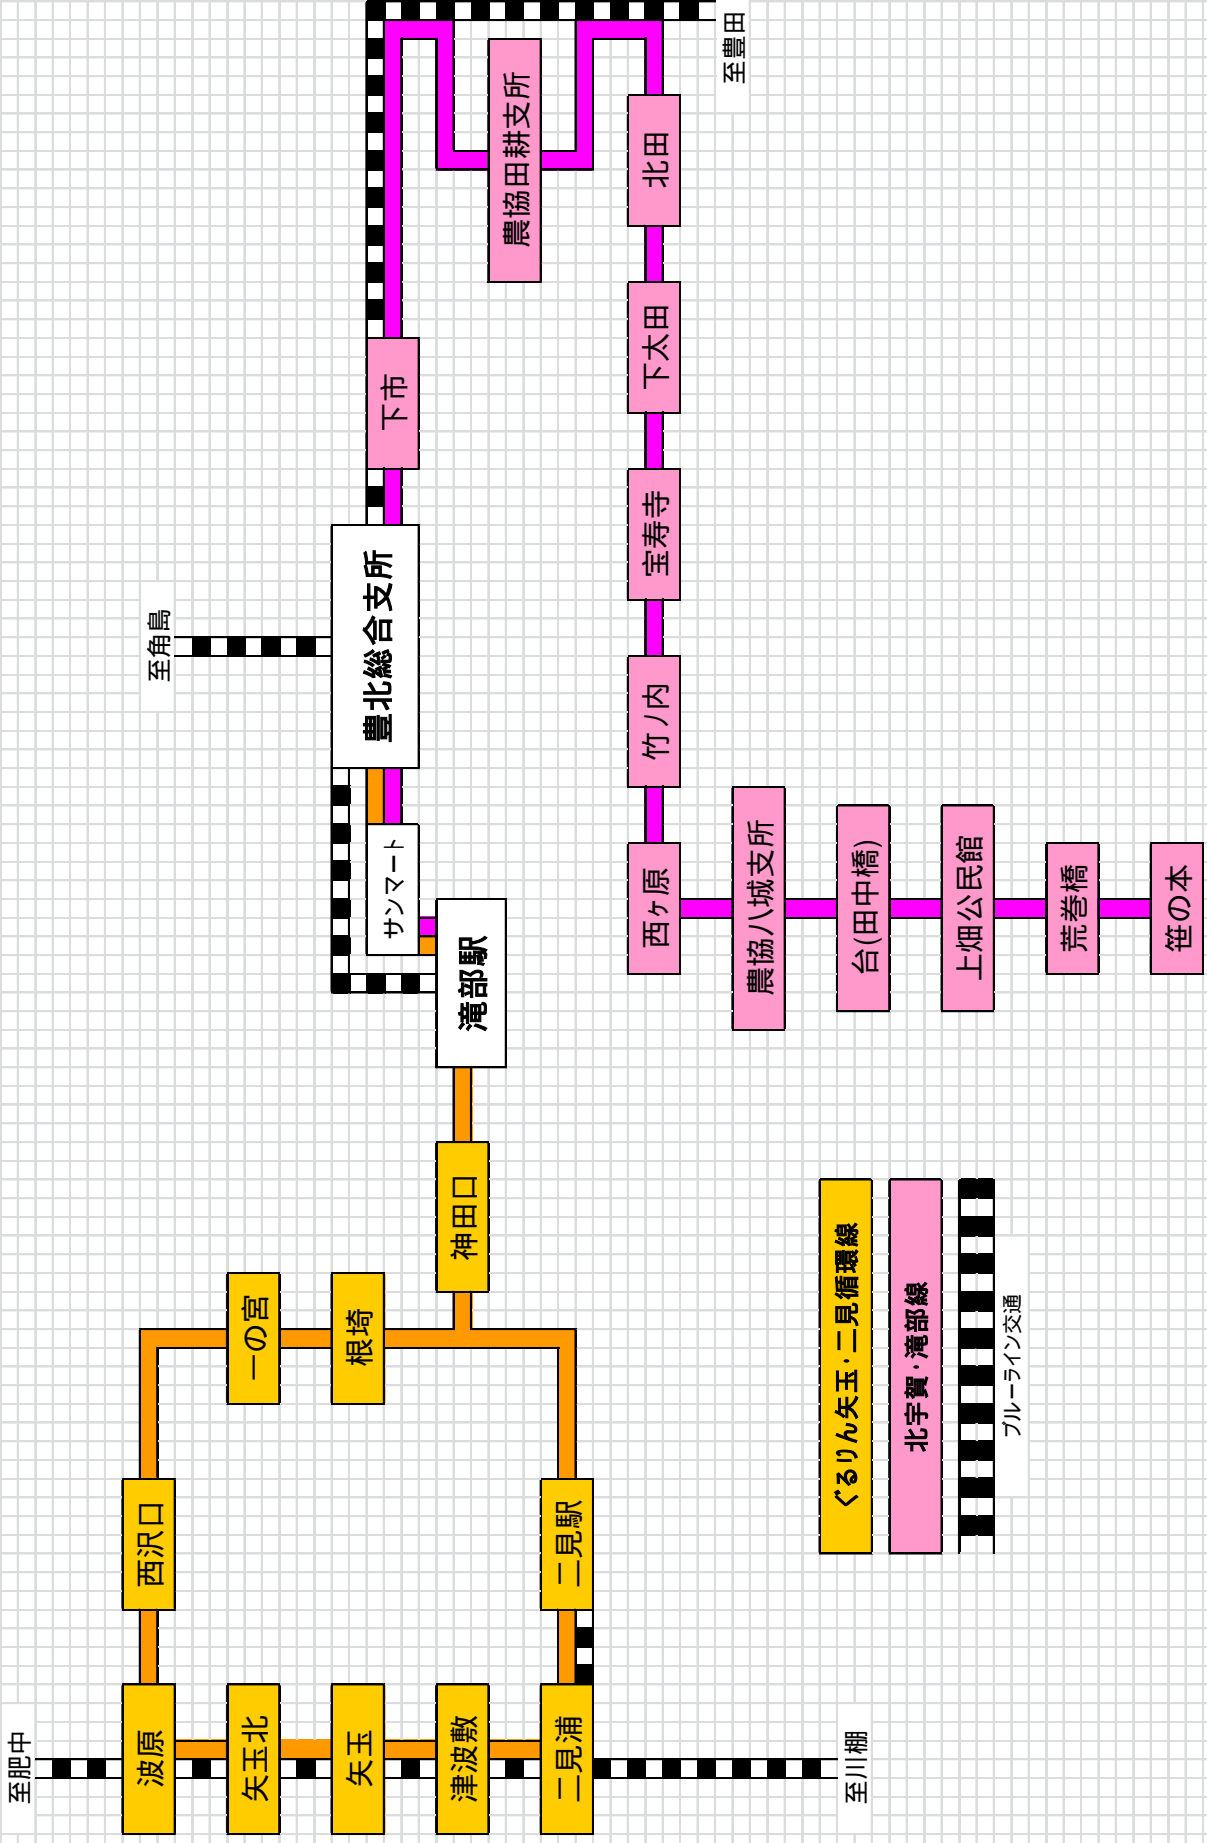 至肥中
波原
矢玉北
矢玉
津波敷
二見浦
至川棚
西沢口
二見駅
一の宮
根埼
神田口
滝部駅
サンマート
豊北総合支所
至角島
下市
農協田耕支所
至豊田
北田
下太田
宝寿寺
竹ノ内
西ヶ原
農協八城支所
台(田中橋)
上畑公民館
荒巻橋
笹の本
ぐるりん矢玉・二見循環線
北宇賀・滝部線
ブルーライン交通